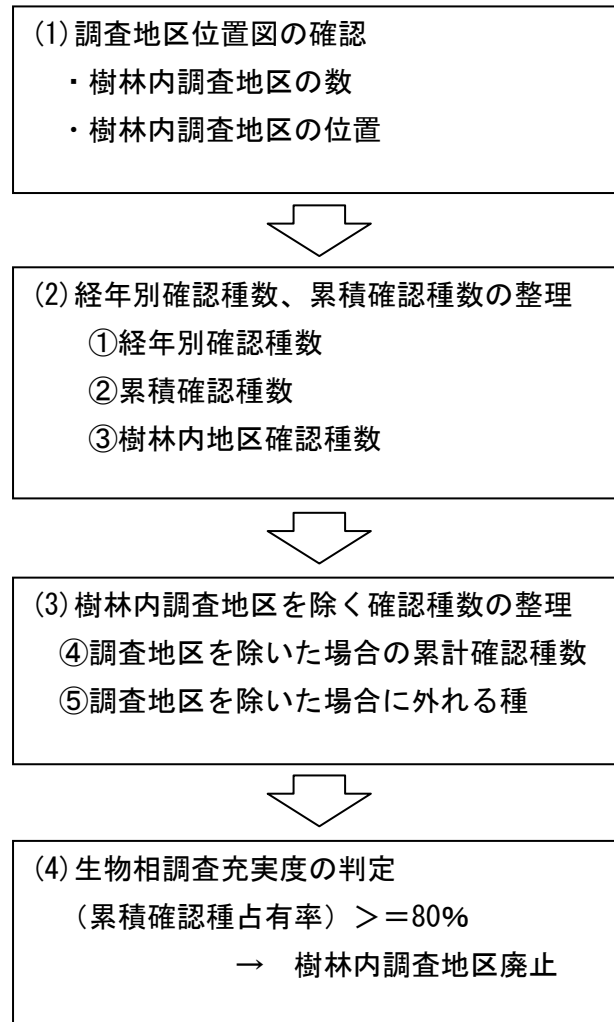 (1)調査地区位置図の確認
・樹林内調査地区の数
・樹林内調査地区の位置
(2)経年別確認種数、累積確認種数の整理
①経年別確認種数
②累積確認種数
③樹林内地区確認種数
(3)樹林内調査地区を除く確認種数の整理
④調査地区を除いた場合の累計確認種数
⑤調査地区を除いた場合に外れる種
(4)生物相調査充実度の判定
(累積確認種占有率)＞＝80%
→ 樹林内調査地区廃止